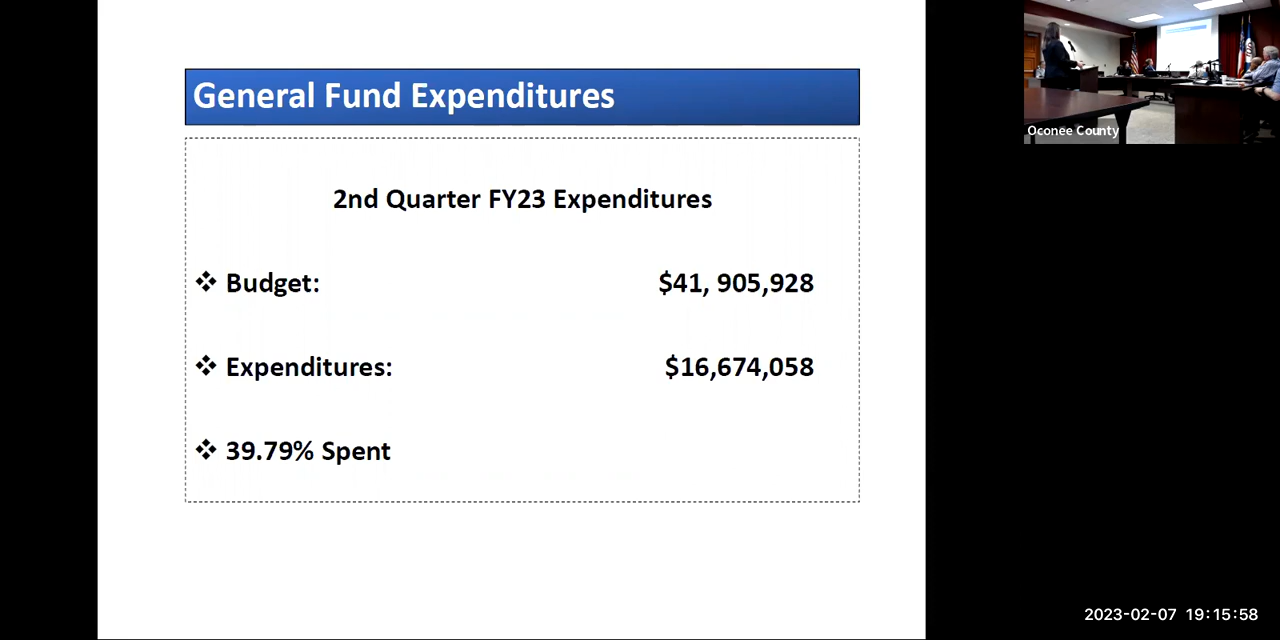 General Fund Expenditures
2nd Quarter FY23 Expenditures
❖ Budget: $41, 905,928
❖ Expenditures: $16,674,058
❖ 39.79% Spent
Oconee County
2023-02-07 19:15:58